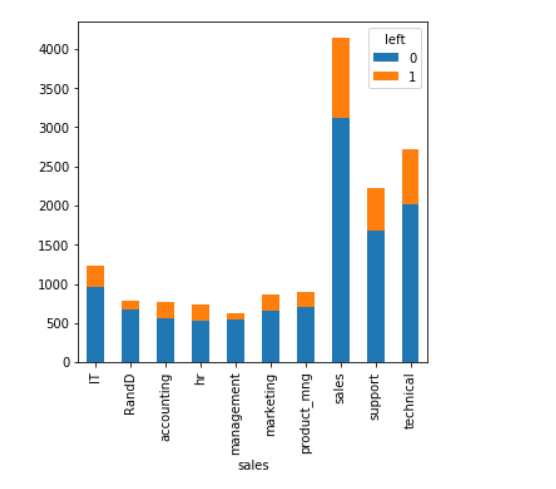 left
0
1
4000
3500
3000
2500
2000
1500
1000
500
0
IT
RandD
accounting
hr
management
marketing
product_mng
sales
support
technical
sales